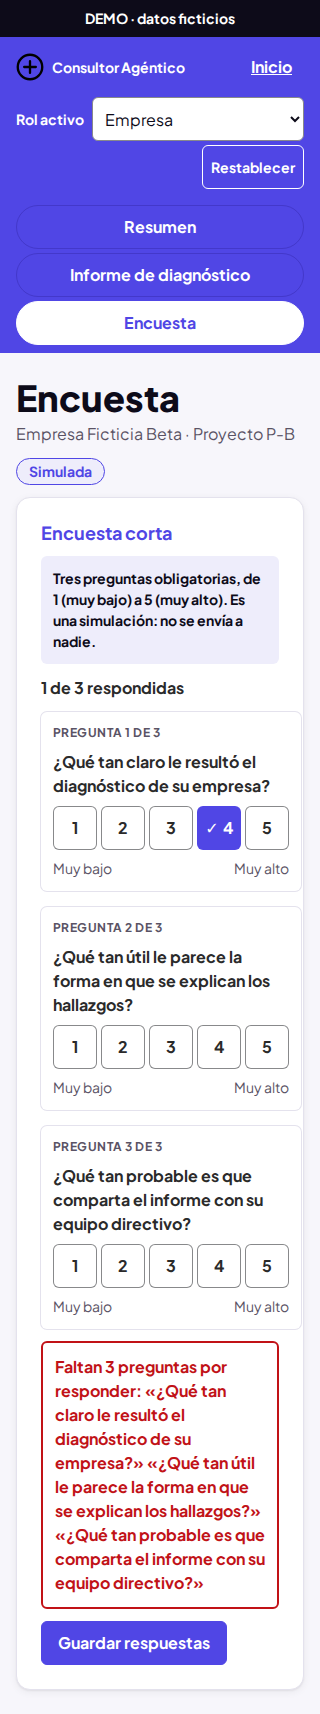 DEMO · datos ficticios
Consultor Agéntico
Inicio
Rol activo
Empresa
Restablecer
Resumen
Informe de diagnóstico
Encuesta
Encuesta
Empresa Ficticia Beta · Proyecto P-B
Simulada
Encuesta corta
Tres preguntas obligatorias, de
1 (muy bajo) a 5 (muy alto). Es
una simulación: no se envía a
nadie.
1 de 3 respondidas
PREGUNTA 1 DE 3
¿Qué tan claro le resultó el
diagnóstico de su empresa?
1 2 3 ✓ 4 5
Muy bajo Muy alto
PREGUNTA 2 DE 3
¿Qué tan útil le parece la
forma en que se explican los
hallazgos?
1 2 3 4 5
Muy bajo Muy alto
PREGUNTA 3 DE 3
¿Qué tan probable es que
comparta el informe con su
equipo directivo?
1 2 3 4 5
Muy bajo Muy alto
Faltan 3 preguntas por
responder: «¿Qué tan
claro le resultó el
diagnóstico de su
empresa?» «¿Qué tan útil
le parece la forma en que
se explican los hallazgos?»
«¿Qué tan probable es que
comparta el informe con su
equipo directivo?»
Guardar respuestas